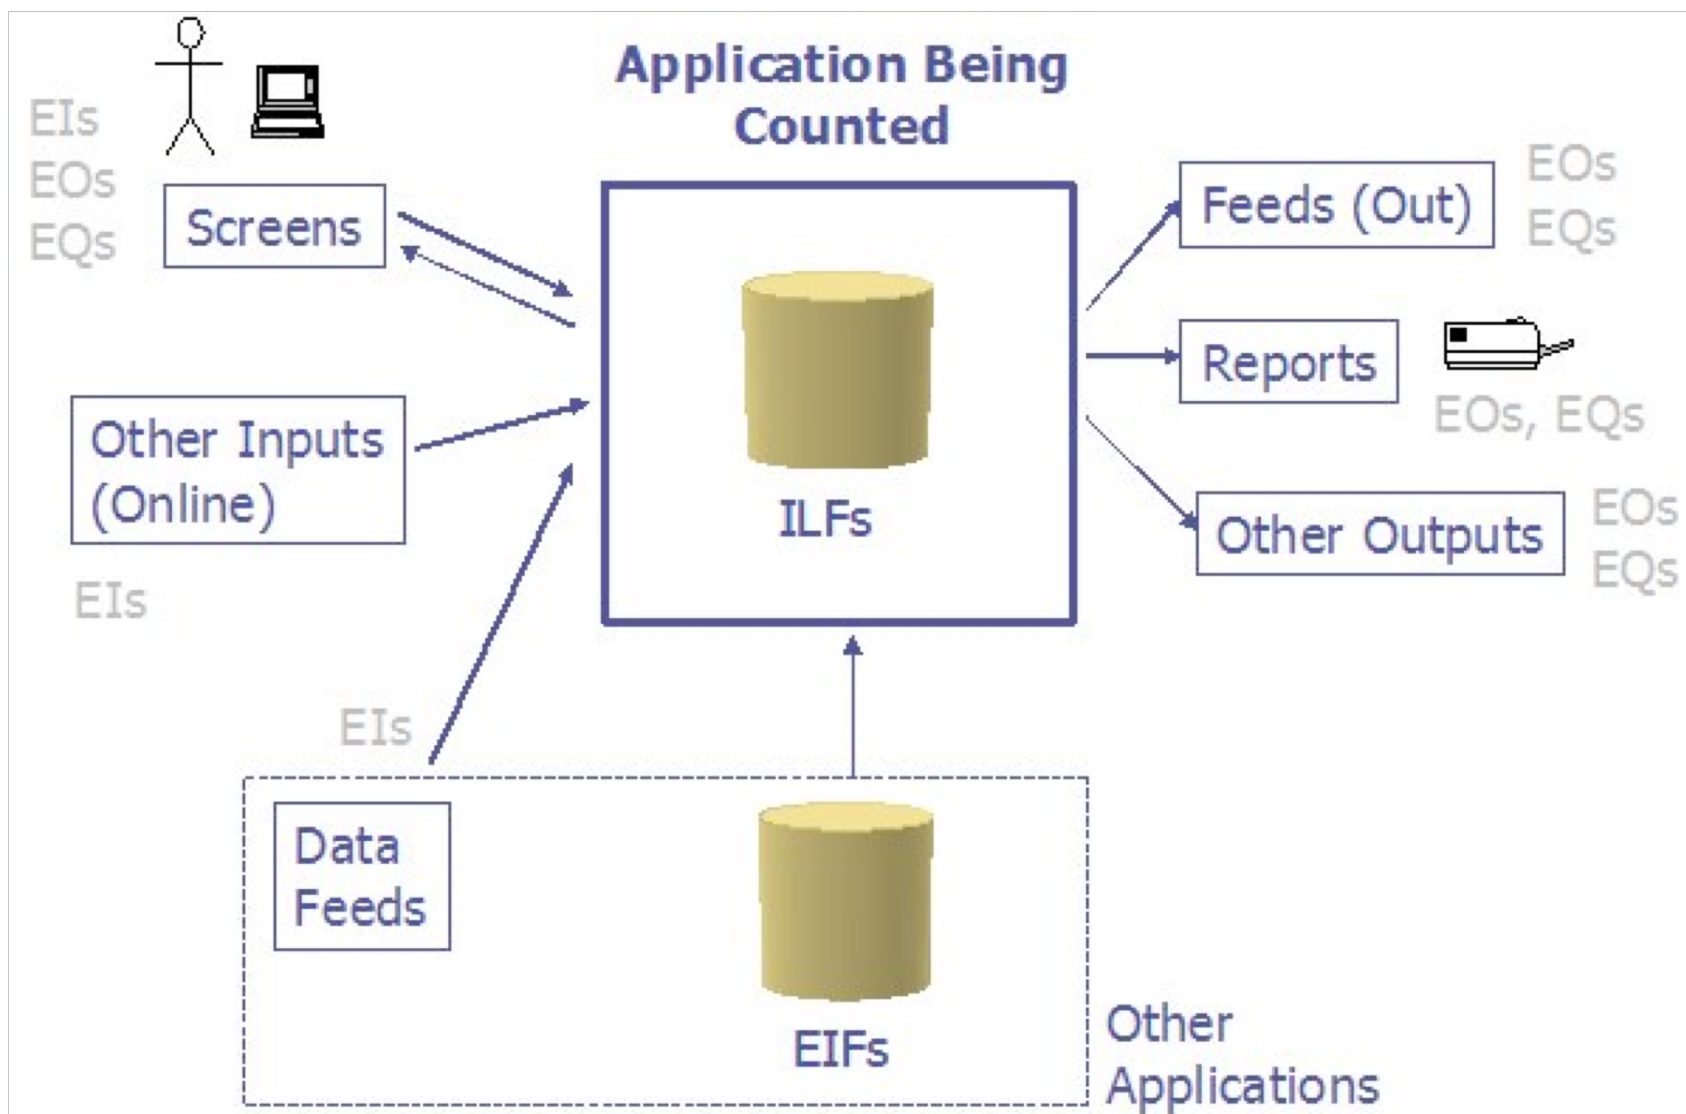 Application Being
Counted
EIs
EOs
EQs
Screens
Feeds (Out)
EOs
EQs
Reports
EOs, EQs
Other Inputs
(Online)
EIs
ILFs
Other Outputs
EOs
EQs
EIs
Data
Feeds
EIFs
Other
Applications